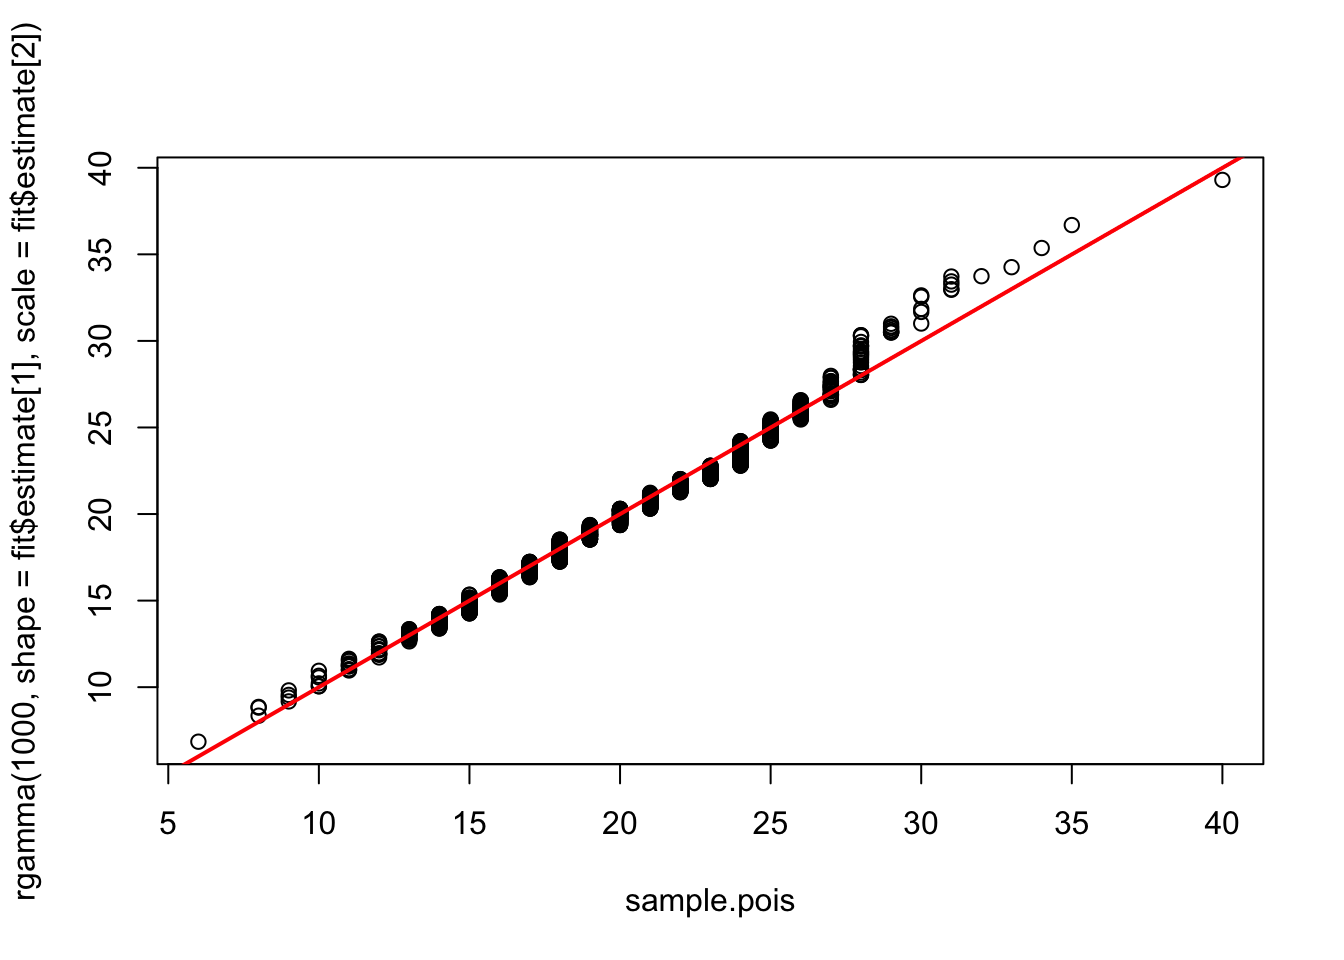 rgamma(1000, shape = fit$estimate[1], scale = fit$estimate[2])
40
35
30
25
20
15
10
5 10 15 20 25 30 35 40
sample.pois